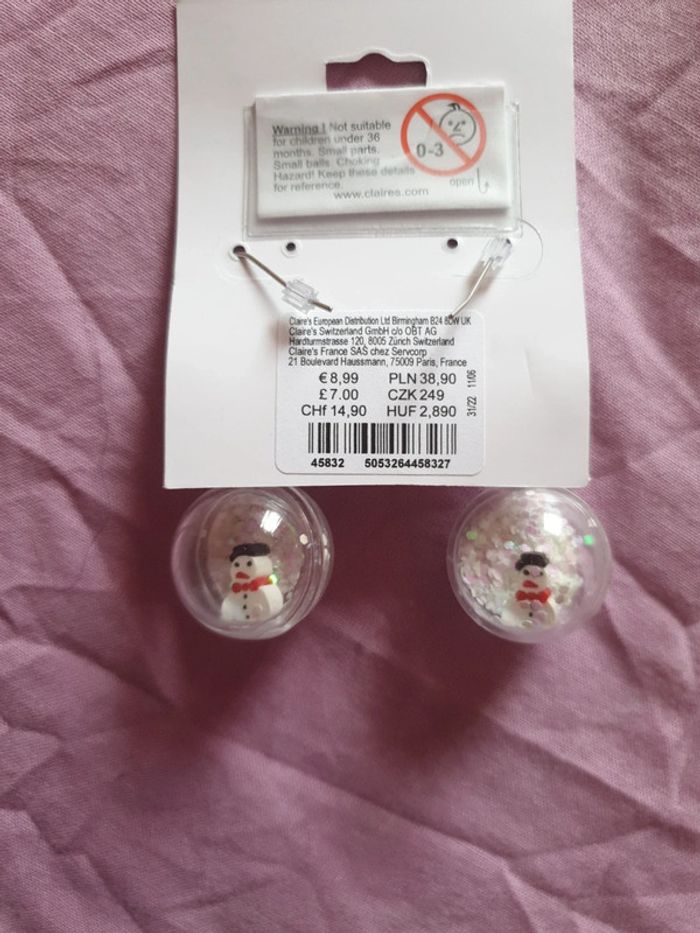 Warning ! Not suitable
for children under 36
months. Small parts.
Small balls. Choking
Hazard! Keep these details
for reference.
www.claires.com
0-3
open
Claire's European Distribution Ltd Birmingham B24 8DW UK
Claire's Switzerland GmbH c/o OBT AG
Hardturmstrasse 120, 8005 Zürich Switzerland
Claire's France SAS chez Servcorp
21 Boulevard Haussmann, 75009 Paris, France
€8,99 PLN 38,90
£7.00 CZK 249
CHf 14,90 HUF 2,890
31/22 11/06
45832 5053264458327